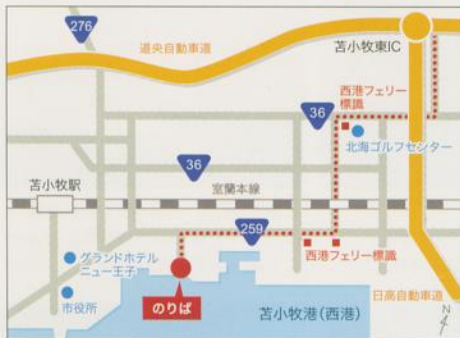 276
道央自動車道
苫小牧東IC
西港フェリー
標識
36
北海ゴルフセンター
36
苫小牧駅
室蘭本線
259
グランドホテル
ニュー王子
西港フェリー標識
市役所
のりば
苫小牧港(西港)
日高自動車道
N
4